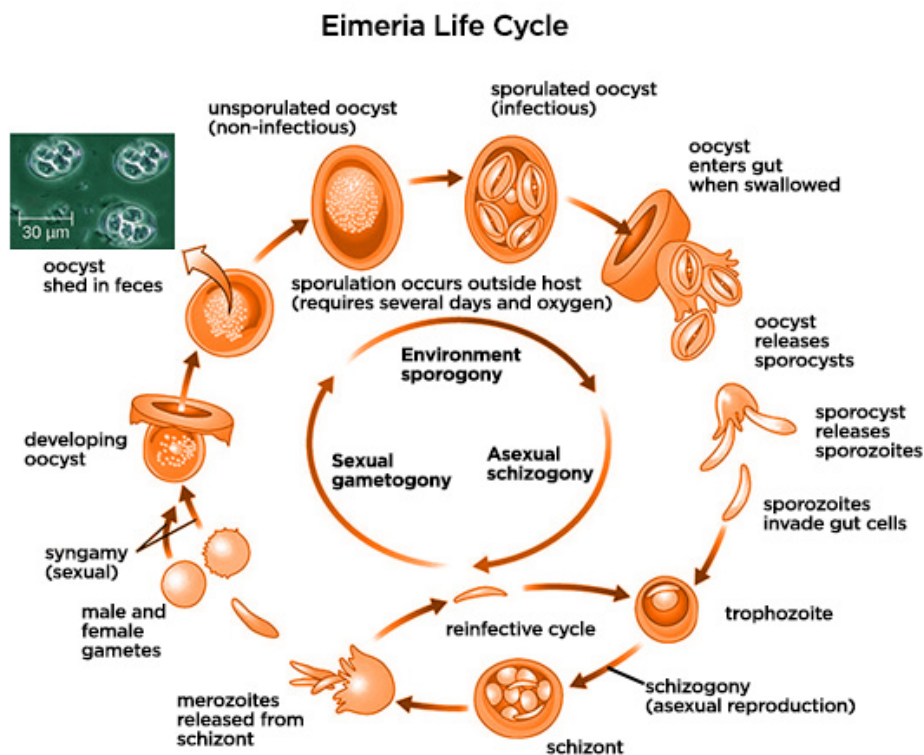 Eimeria Life Cycle
unsporulated oocyst
(non-infectious)
sporulated oocyst
(infectious)
oocyst
enters gut
when swallowed
30 µm
oocyst
shed in feces
sporulation occurs outside host
(requires several days and oxygen)
oocyst
releases
sporocysts
Environment
sporogony
sporocyst
releases
sporozoites
developing
oocyst
Sexual
gametogony
Asexual
schizogony
sporozoites
invade gut cells
syngamy
(sexual)
male and
female
gametes
reinfective cycle
trophozoite
merozoites
released from
schizont
schizogony
(asexual reproduction)
schizont